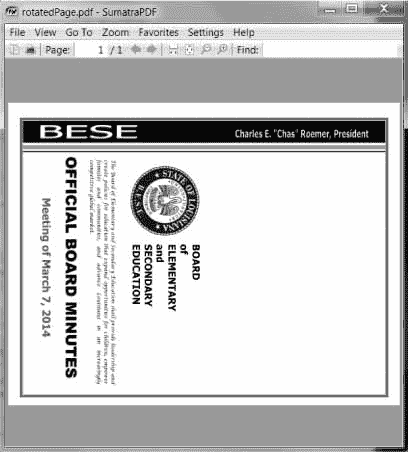 rotatedPage.pdf - SumatraPDF
File View Go To Zoom Favorites Settings Help
Page: 1 / 1 Find:
BESE Charles E. "Chas" Roemer, President
STATE OF LOUISIANA
BOARD
of
ELEMENTARY
and
SECONDARY
EDUCATION
The Board of Elementary and Secondary Education shall provide leadership and
create policies for education that expand opportunities for children, empower
families and communities, and advance Louisiana in an increasingly
competitive global market.
OFFICIAL BOARD MINUTES
Meeting of March 7, 2014